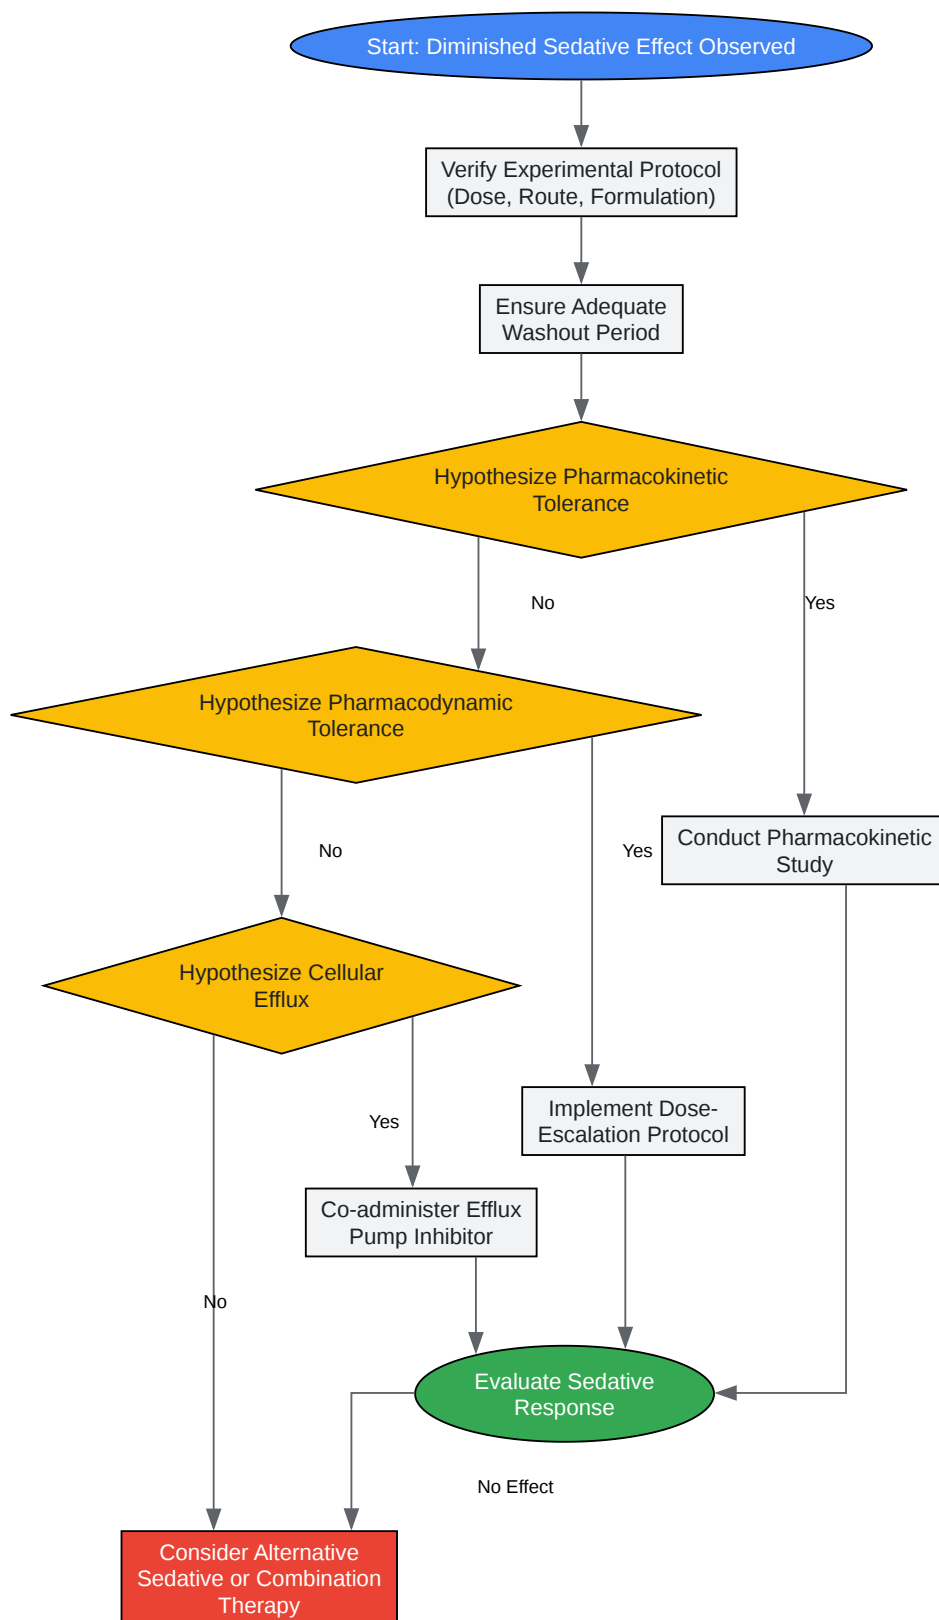 Start: Diminished Sedative Effect Observed
Verify Experimental Protocol
(Dose, Route, Formulation)
Ensure Adequate
Washout Period
Hypothesize Pharmacokinetic
Tolerance
No
Yes
Hypothesize Pharmacodynamic
Tolerance
No
Yes
Conduct Pharmacokinetic
Study
Hypothesize Cellular
Efflux
Yes
Implement Dose-
Escalation Protocol
Co-administer Efflux
Pump Inhibitor
No
Evaluate Sedative
Response
No Effect
Consider Alternative
Sedative or Combination
Therapy